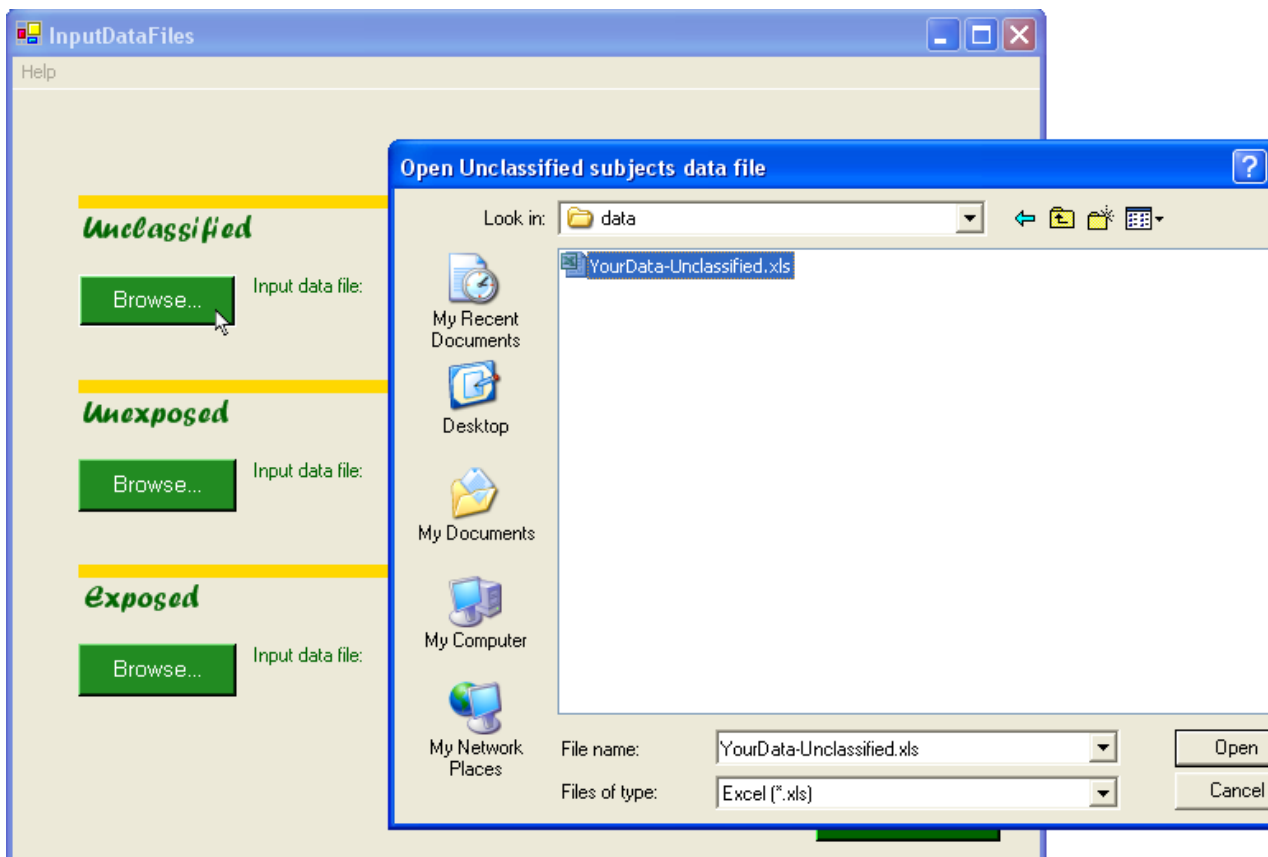 InputDataFiles
Help
Unclassified
Browse...
Input data file:
Unexposed
Browse...
Input data file:
Exposed
Browse...
Input data file:
Open Unclassified subjects data file
?
Look in:
data
YourData-Unclassified.xls
My Recent
Documents
Desktop
My Documents
My Computer
My Network
Places
File name:
YourData-Unclassified.xls
Open
Files of type:
Excel (*.xls)
Cancel